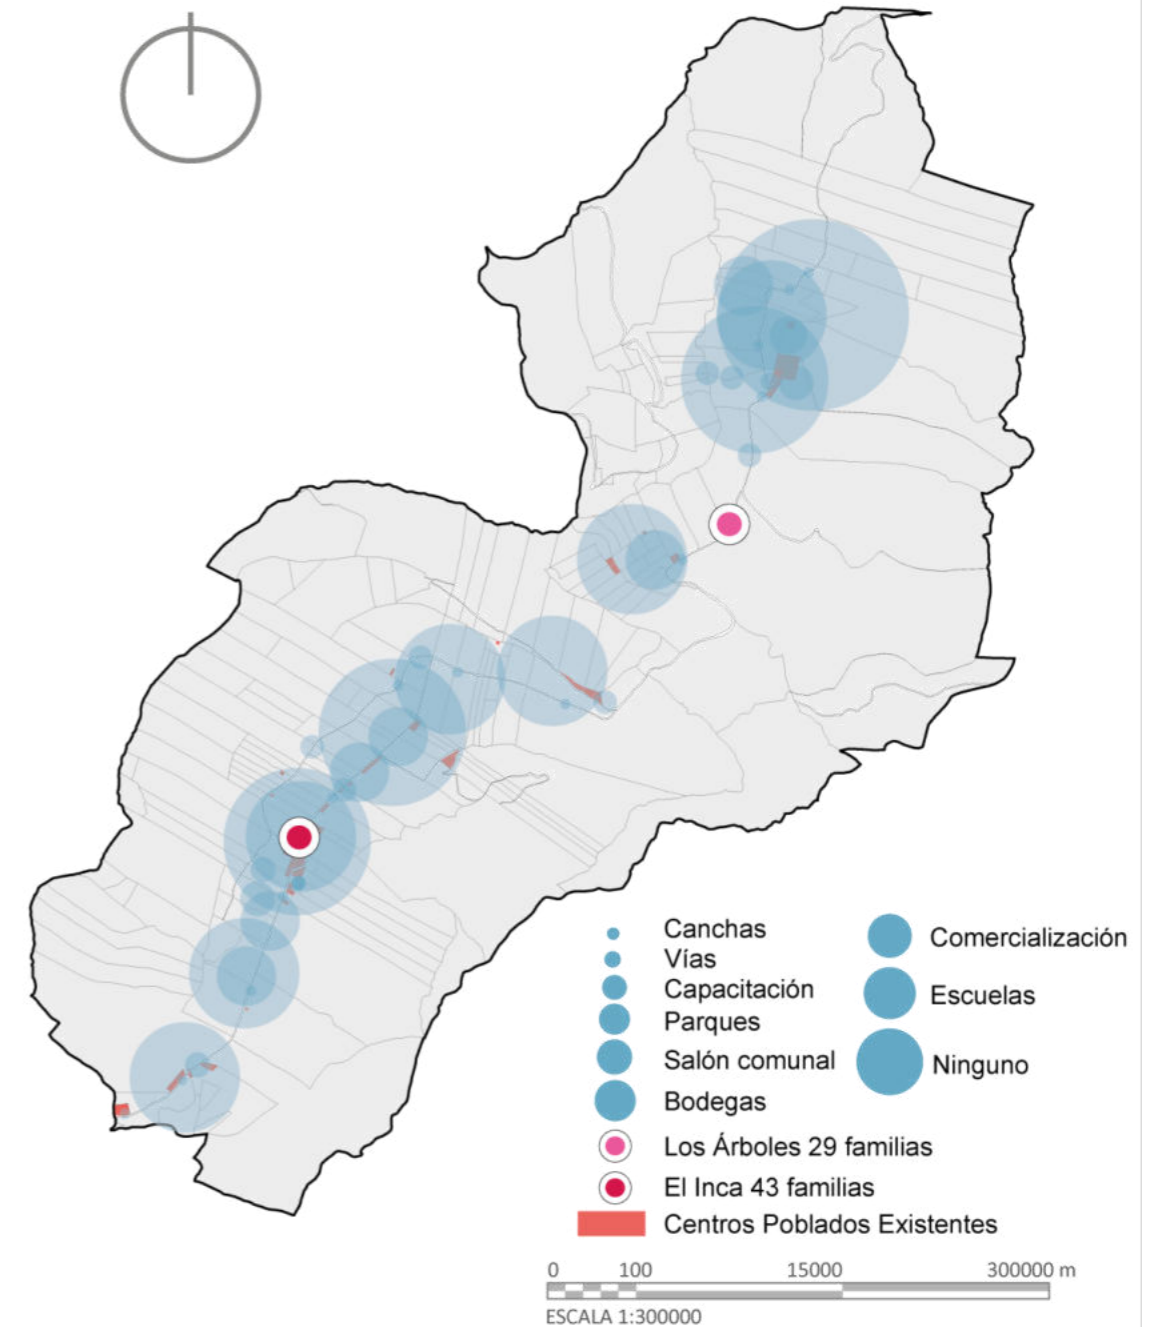 Canchas
Vías
Capacitación
Parques
Salón comunal
Bodegas
Los Árboles 29 familias
El Inca 43 familias
Centros Poblados Existentes
Comercialización
Escuelas
Ninguno
0 100 15000 300000 m
ESCALA 1:300000